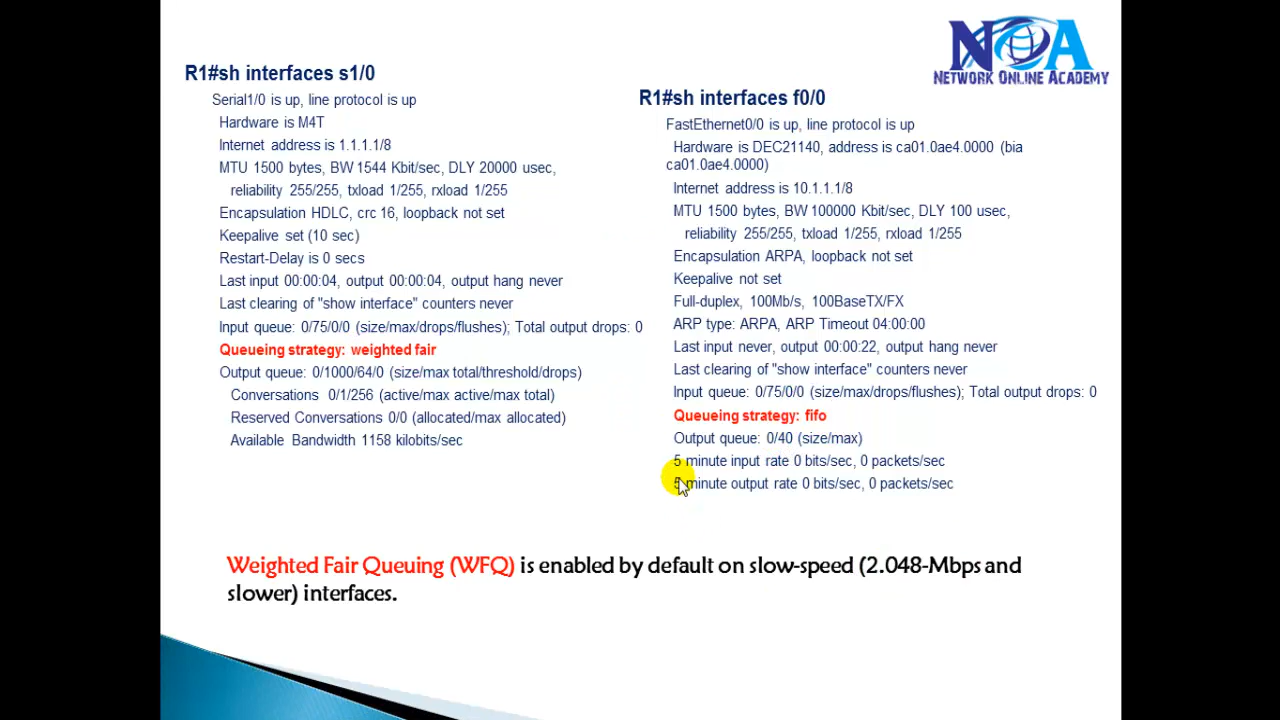 NOA
NETWORK ONLINE ACADEMY
R1#sh interfaces s1/0
Serial1/0 is up, line protocol is up
Hardware is M4T
Internet address is 1.1.1.1/8
MTU 1500 bytes, BW 1544 Kbit/sec, DLY 20000 usec,
reliability 255/255, txload 1/255, rxload 1/255
Encapsulation HDLC, crc 16, loopback not set
Keepalive set (10 sec)
Restart-Delay is 0 secs
Last input 00:00:04, output 00:00:04, output hang never
Last clearing of "show interface" counters never
Input queue: 0/75/0/0 (size/max/drops/flushes); Total output drops: 0
Queueing strategy: weighted fair
Output queue: 0/1000/64/0 (size/max total/threshold/drops)
Conversations 0/1/256 (active/max active/max total)
Reserved Conversations 0/0 (allocated/max allocated)
Available Bandwidth 1158 kilobits/sec
R1#sh interfaces f0/0
FastEthernet0/0 is up, line protocol is up
Hardware is DEC21140, address is ca01.0ae4.0000 (bia
ca01.0ae4.0000)
Internet address is 10.1.1.1/8
MTU 1500 bytes, BW 100000 Kbit/sec, DLY 100 usec,
reliability 255/255, txload 1/255, rxload 1/255
Encapsulation ARPA, loopback not set
Keepalive not set
Full-duplex, 100Mb/s, 100BaseTX/FX
ARP type: ARPA, ARP Timeout 04:00:00
Last input never, output 00:00:22, output hang never
Last clearing of "show interface" counters never
Input queue: 0/75/0/0 (size/max/drops/flushes); Total output drops: 0
Queueing strategy: fifo
Output queue: 0/40 (size/max)
5 minute input rate 0 bits/sec, 0 packets/sec
5 minute output rate 0 bits/sec, 0 packets/sec
Weighted Fair Queuing (WFQ) is enabled by default on slow-speed (2.048-Mbps and
slower) interfaces.